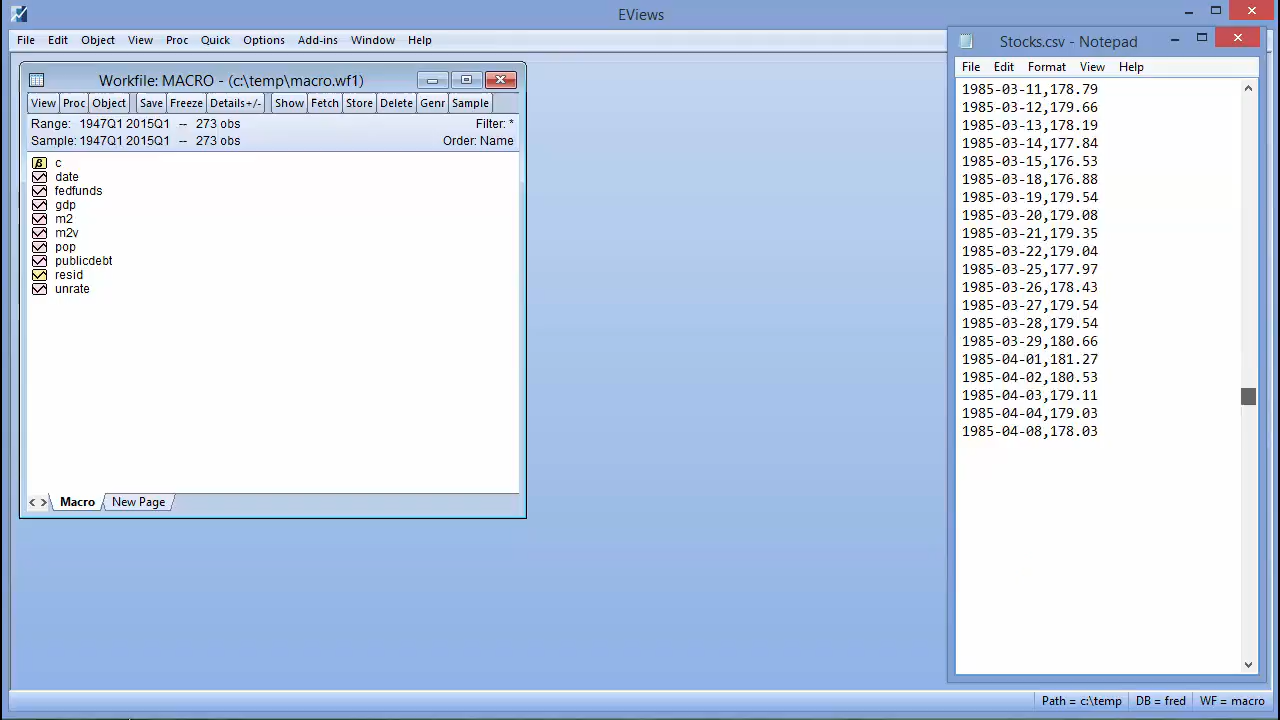 EViews
File Edit Object View Proc Quick Options Add-ins Window Help
Workfile: MACRO - (c:\temp\macro.wf1)
View Proc Object Save Freeze Details+/- Show Fetch Store Delete Genr Sample
Range: 1947Q1 2015Q1 -- 273 obs Filter: *
Sample: 1947Q1 2015Q1 -- 273 obs Order: Name
β c
date
fedfunds
gdp
m2
m2v
pop
publicdebt
resid
unrate
< > Macro New Page
Stocks.csv - Notepad
File Edit Format View Help
1985-03-11,178.79
1985-03-12,179.66
1985-03-13,178.19
1985-03-14,177.84
1985-03-15,176.53
1985-03-18,176.88
1985-03-19,179.54
1985-03-20,179.08
1985-03-21,179.35
1985-03-22,179.04
1985-03-25,177.97
1985-03-26,178.43
1985-03-27,179.54
1985-03-28,179.54
1985-03-29,180.66
1985-04-01,181.27
1985-04-02,180.53
1985-04-03,179.11
1985-04-04,179.03
1985-04-08,178.03
Path = c:\temp DB = fred WF = macro